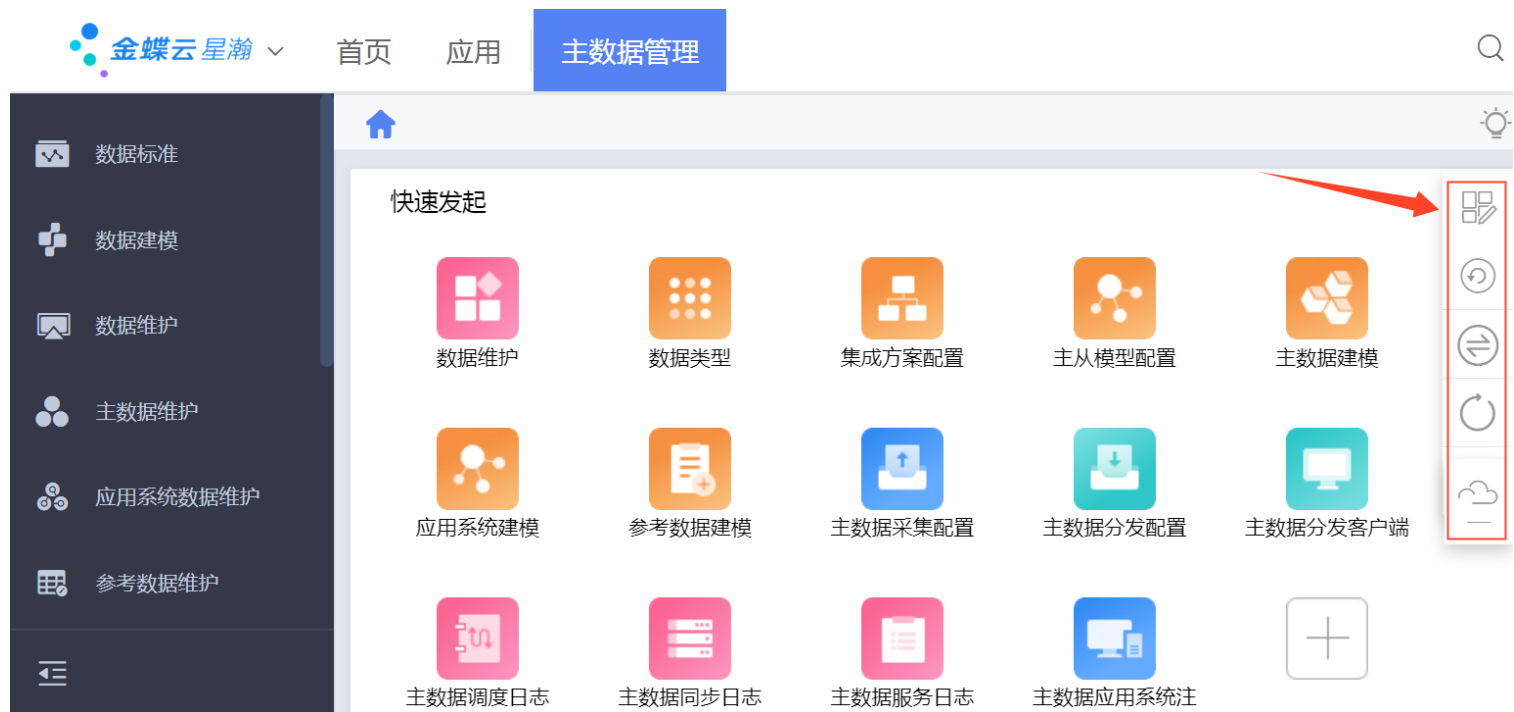 金蝶云 星瀚 首页 应用 主数据管理
数据标准
数据建模
数据维护
主数据维护
应用系统数据维护
参考数据维护
快速发起
数据维护 数据类型 集成方案配置 主从模型配置 主数据建模
应用系统建模 参考数据建模 主数据采集配置 主数据分发配置 主数据分发客户端
主数据调度日志 主数据同步日志 主数据服务日志 主数据应用系统注